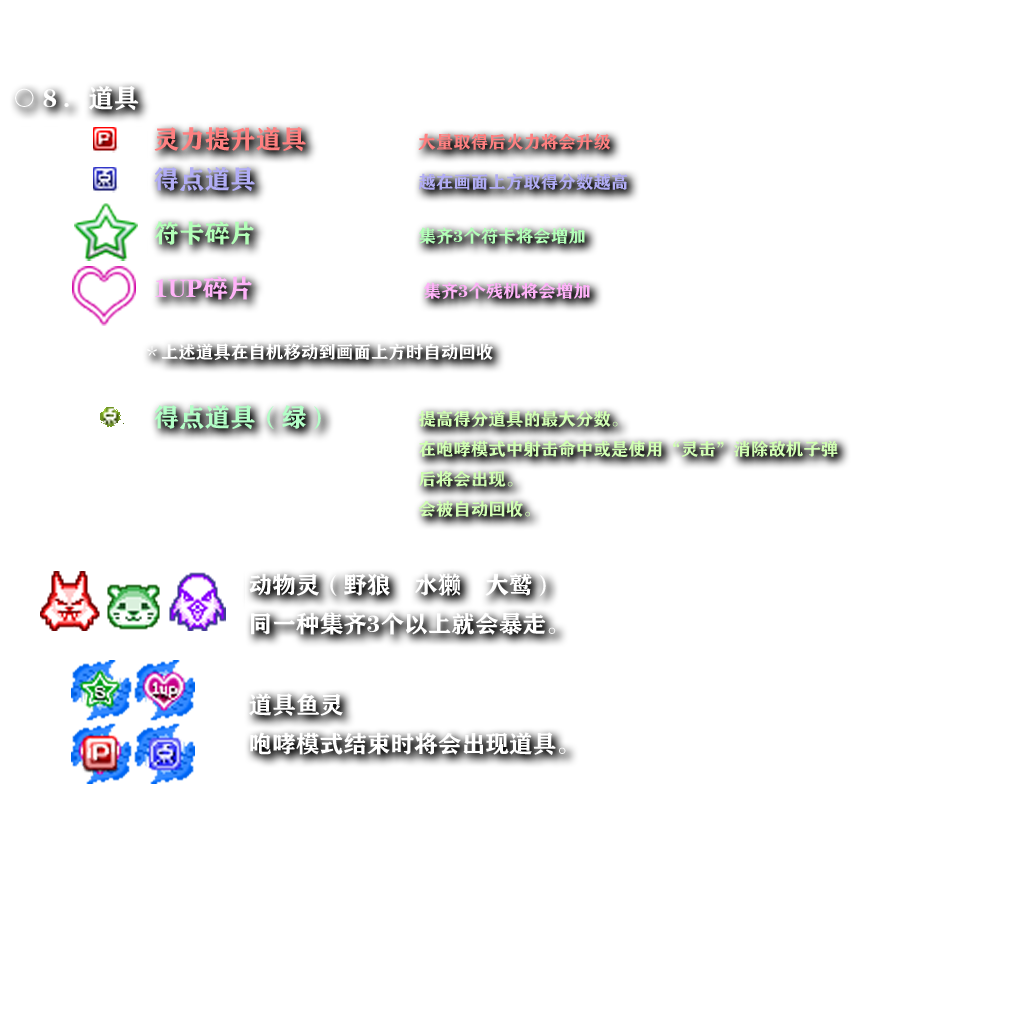 ○8．道具
P 灵力提升道具 大量取得后火力将会升级
点 得点道具 越在画面上方取得分数越高
符卡碎片 集齐3个符卡将会增加
1UP碎片 集齐3个残机将会增加
※上述道具在自机移动到画面上方时自动回收
得点道具（绿） 提高得分道具的最大分数。
在咆哮模式中射击命中或是使用“灵击”消除敌机子弹
后将会出现。
会被自动回收。
动物灵（野狼　水獭　大鹫）
同一种集齐3个以上就会暴走。
S 1up
道具鱼灵
P 点
咆哮模式结束时将会出现道具。